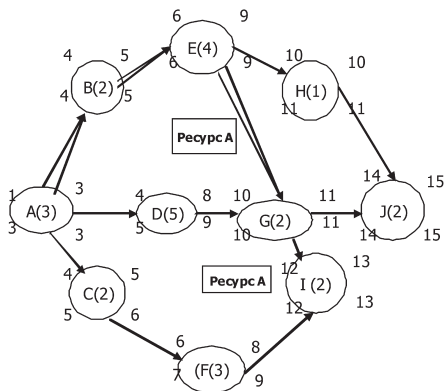 6 9
E(4)
6 9
4 5
B(2)
4 5
10 10
H(1)
11 11
Ресурс А
1 3
A(3)
3 3
4 8
D(5)
5 9
10 11
G(2)
10 11
14 15
J(2)
14 15
Ресурс А
4 5
C(2)
5 6
12 13
I (2)
12 13
6 8
(F(3)
7 9